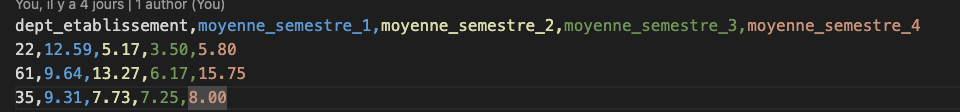 You, il y a 4 jours | 1 author (You)
dept_etablissement,moyenne_semestre_1,moyenne_semestre_2,moyenne_semestre_3,moyenne_semestre_4
22,12.59,5.17,3.50,5.80
61,9.64,13.27,6.17,15.75
35,9.31,7.73,7.25,8.00